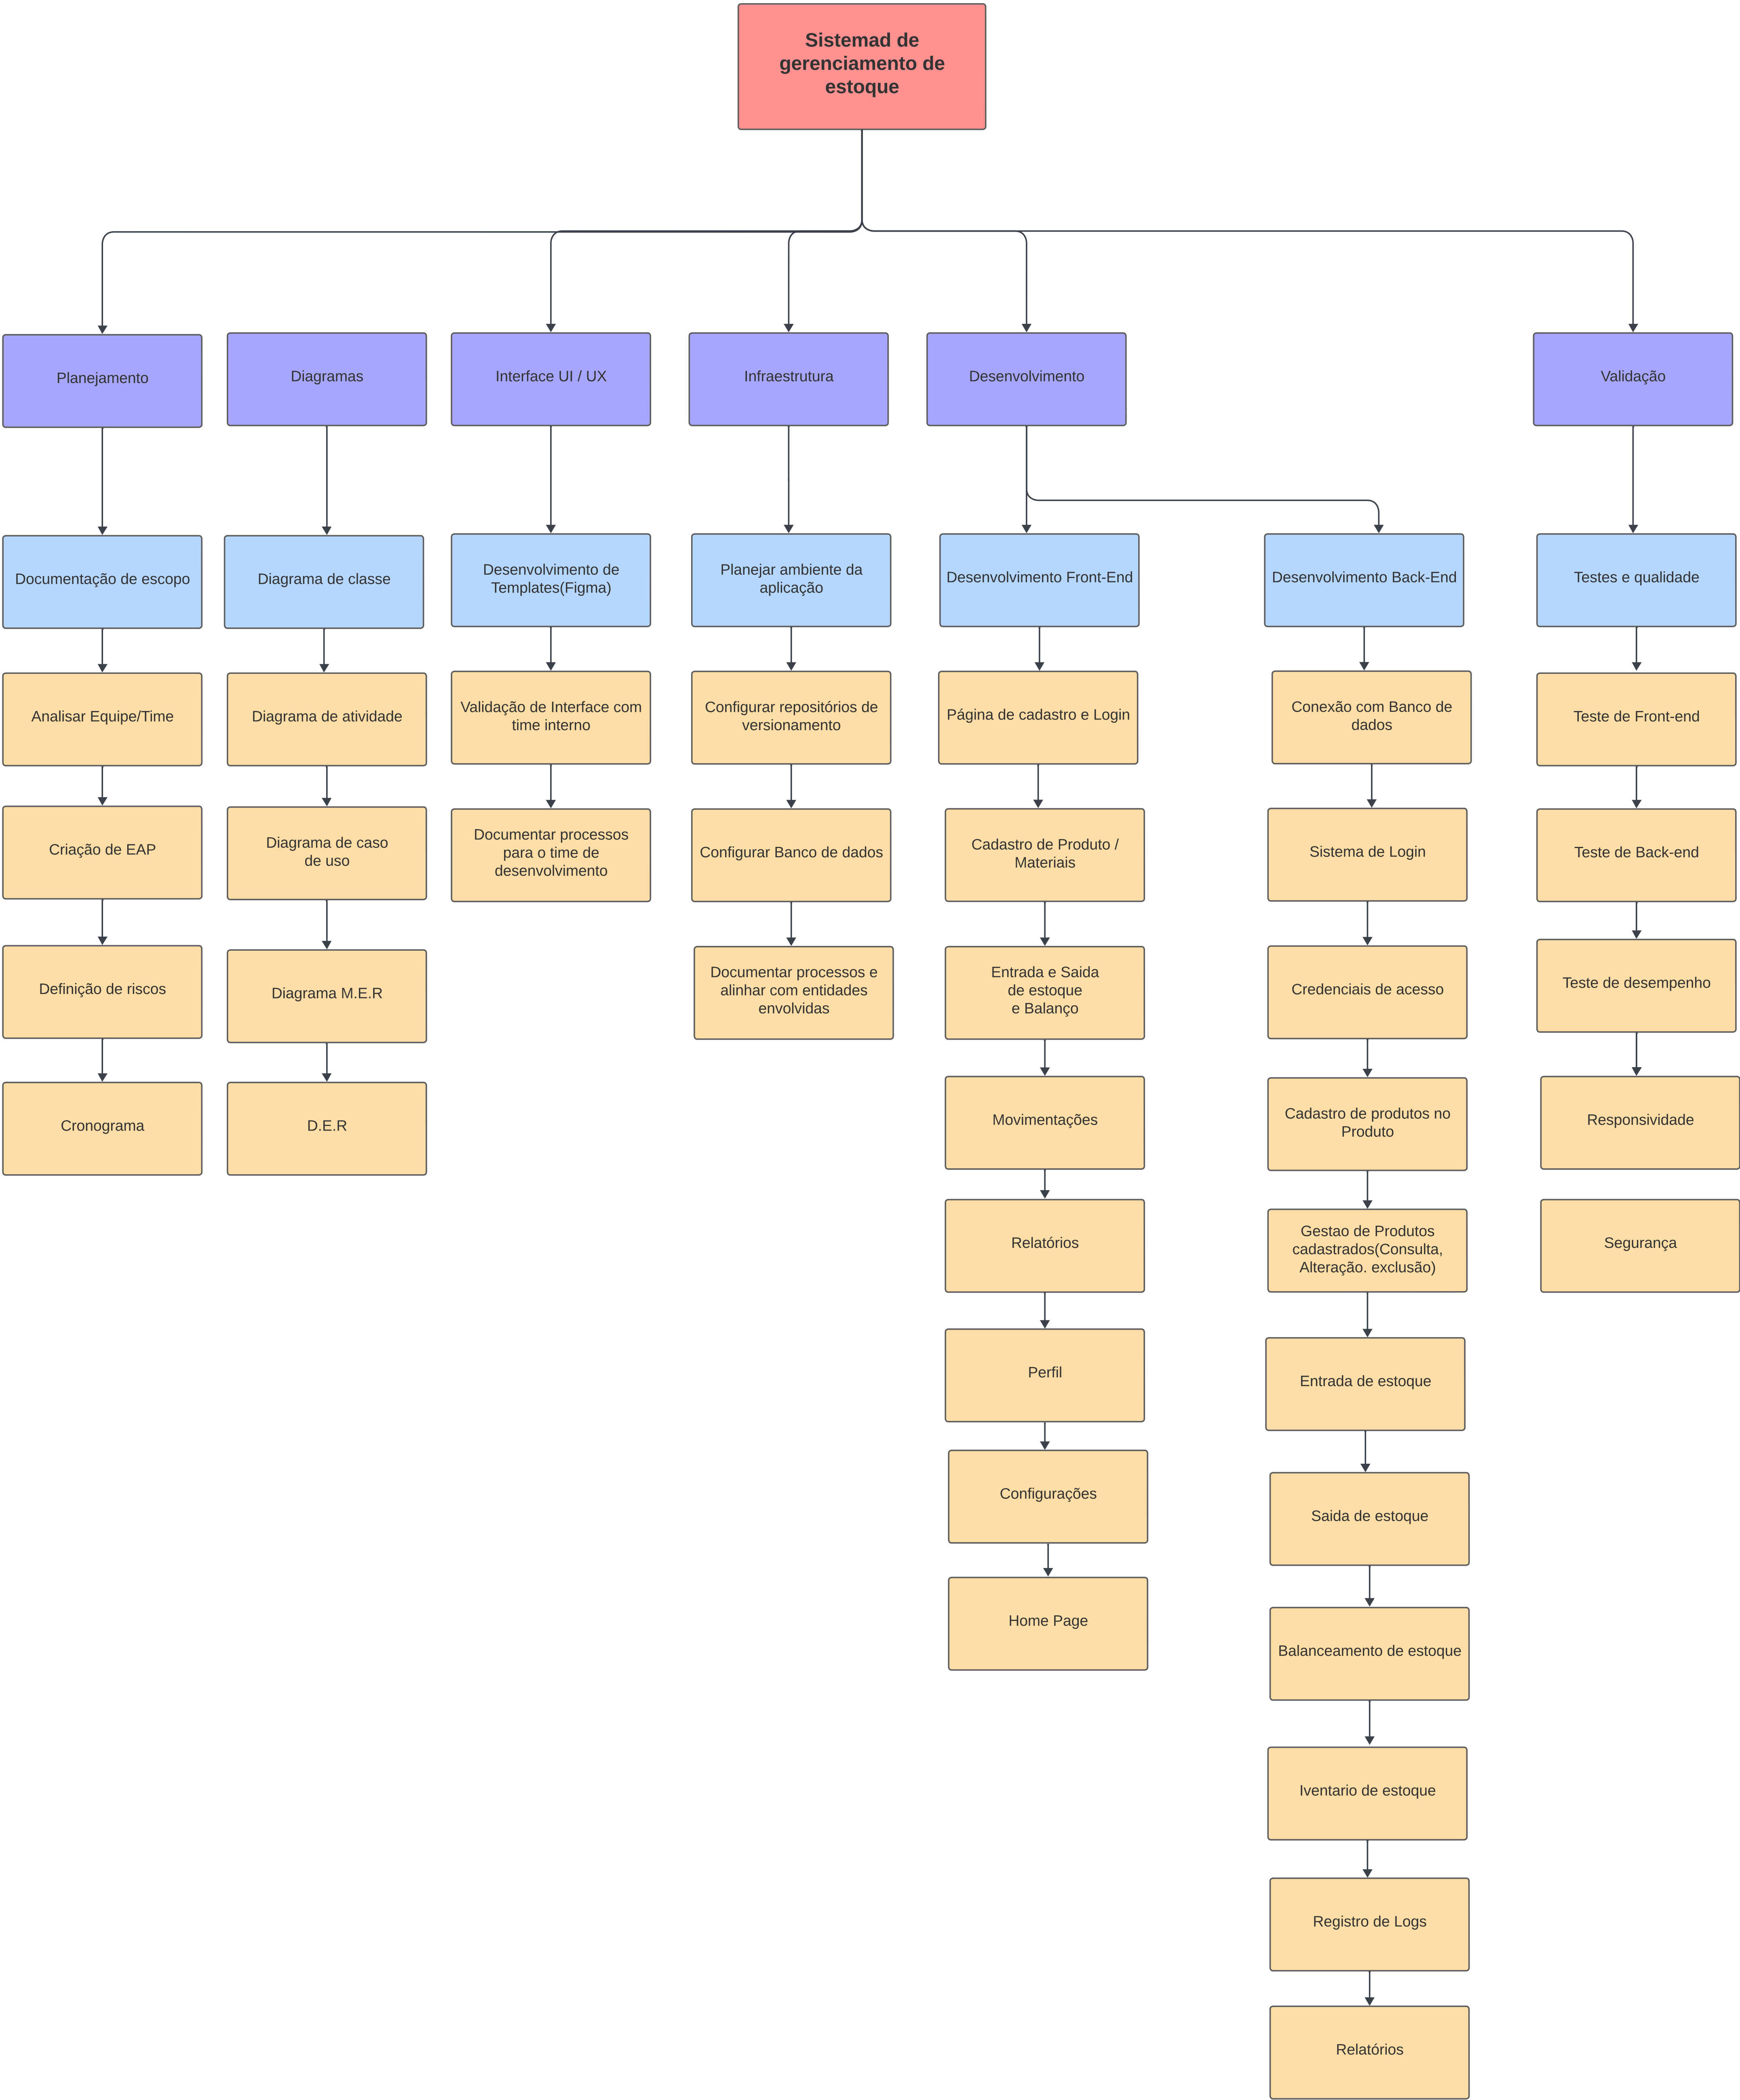 Sistemad de
gerenciamento de
estoque
Planejamento
Diagramas
Interface UI / UX
Infraestrutura
Desenvolvimento
Validação
Documentação de escopo
Diagrama de classe
Desenvolvimento de
Templates(Figma)
Planejar ambiente da
aplicação
Desenvolvimento Front-End
Desenvolvimento Back-End
Testes e qualidade
Analisar Equipe/Time
Diagrama de atividade
Validação de Interface com
time interno
Configurar repositórios de
versionamento
Página de cadastro e Login
Conexão com Banco de
dados
Teste de Front-end
Criação de EAP
Diagrama de caso
de uso
Documentar processos
para o time de
desenvolvimento
Configurar Banco de dados
Cadastro de Produto /
Materiais
Sistema de Login
Teste de Back-end
Definição de riscos
Diagrama M.E.R
Documentar processos e
alinhar com entidades
envolvidas
Entrada e Saida
de estoque
e Balanço
Credenciais de acesso
Teste de desempenho
Cronograma
D.E.R
Movimentações
Cadastro de produtos no
Produto
Responsividade
Relatórios
Gestao de Produtos
cadastrados(Consulta,
Alteração. exclusão)
Segurança
Perfil
Entrada de estoque
Configurações
Saida de estoque
Home Page
Balanceamento de estoque
Iventario de estoque
Registro de Logs
Relatórios